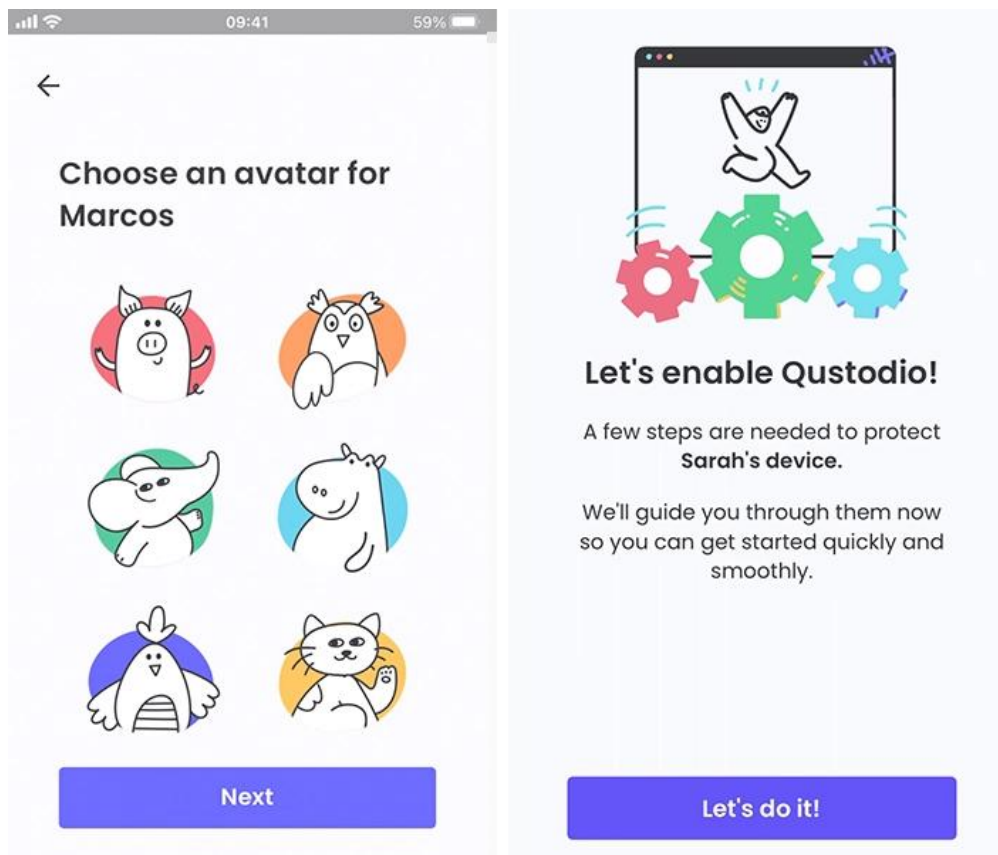 09:41
59%
Choose an avatar for
Marcos
Next
Let's enable Qustodio!
A few steps are needed to protect
Sarah's device.
We'll guide you through them now
so you can get started quickly and
smoothly.
Let's do it!